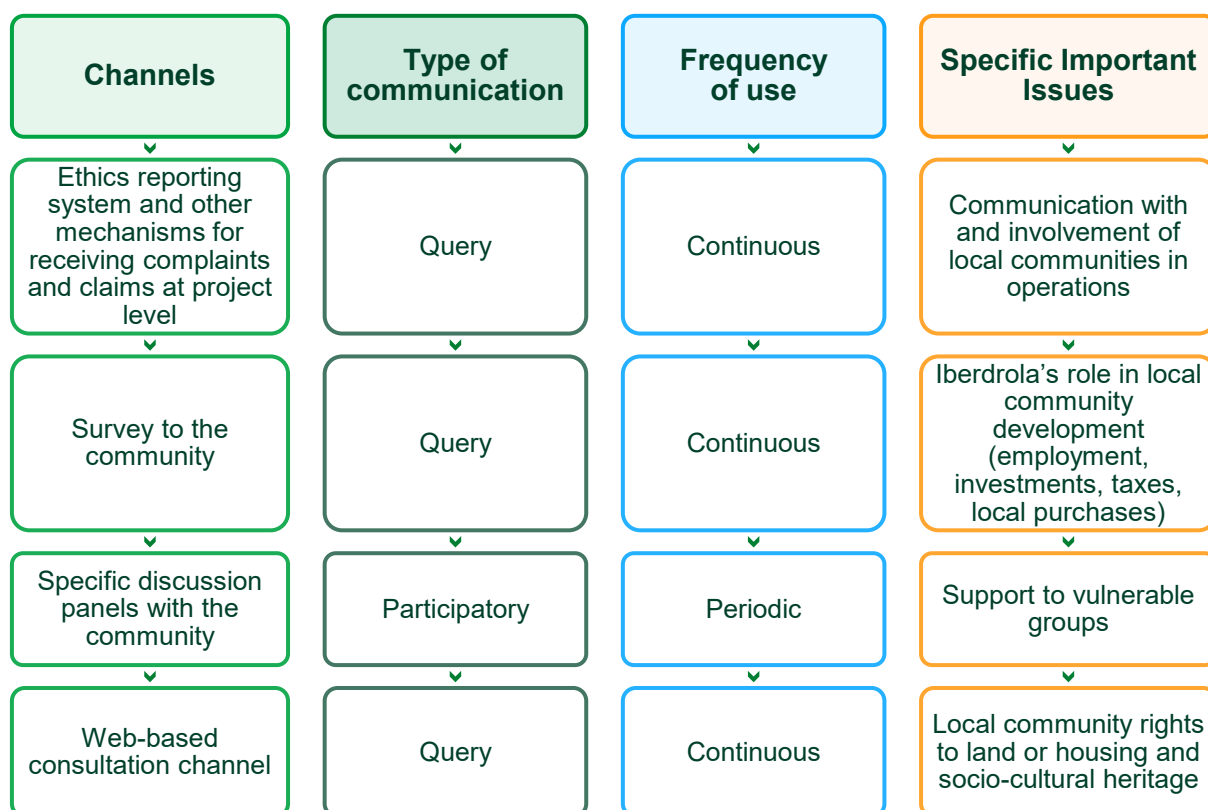 Channels
Type of
communication
Frequency
of use
Specific Important
Issues
Ethics reporting
system and other
mechanisms for
receiving complaints
and claims at project
level
Query
Continuous
Communication with
and involvement of
local communities in
operations
Survey to the
community
Query
Continuous
Iberdrola’s role in local
community
development
(employment,
investments, taxes,
local purchases)
Specific discussion
panels with the
community
Participatory
Periodic
Support to vulnerable
groups
Web-based
consultation channel
Query
Continuous
Local community rights
to land or housing and
socio-cultural heritage